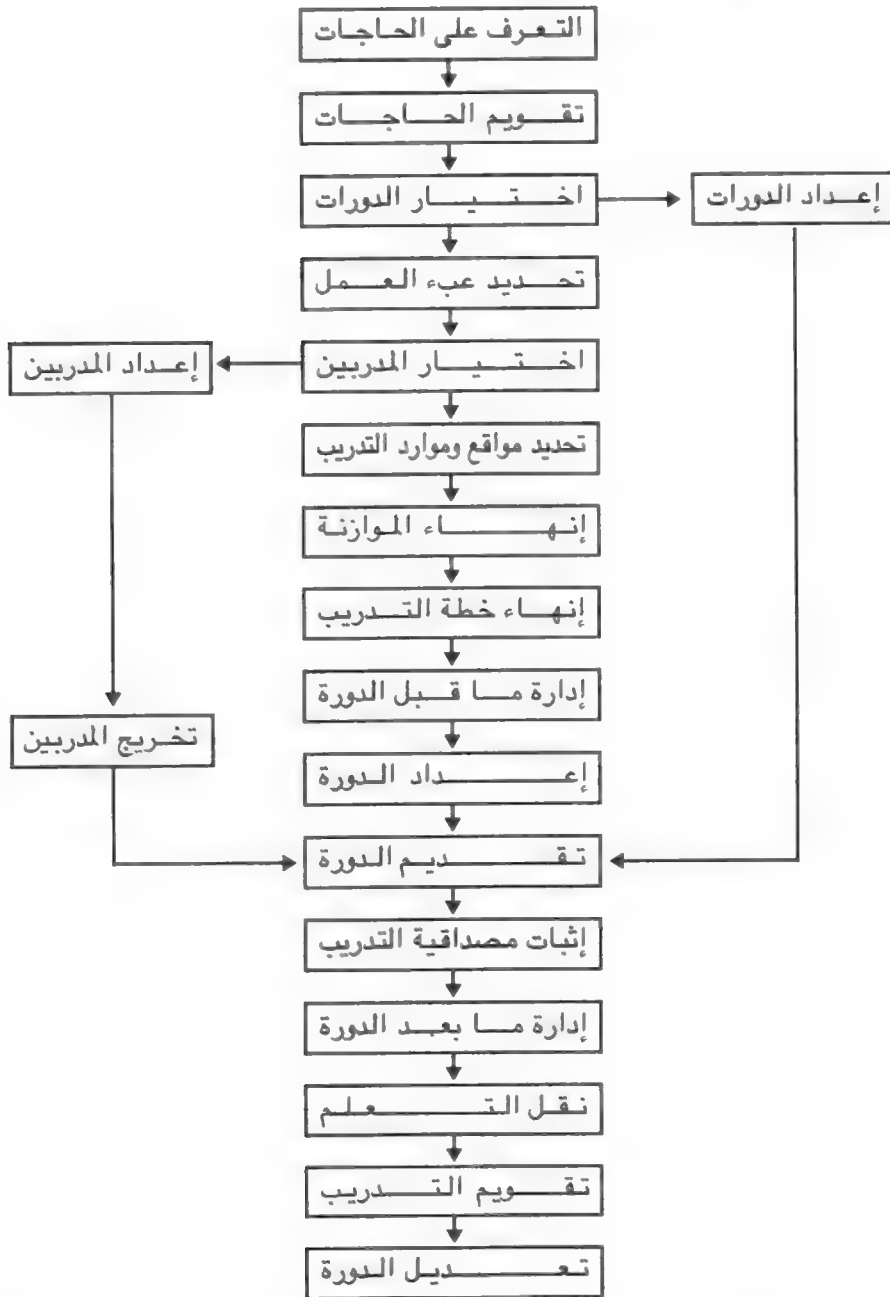 التعرف على الحاجات
تقويم الحاجات
اختيار الدورات
إعداد الدورات
تحديد عبء العمل
اختيار المدربين
إعداد المدربين
تحديد مواقع وموارد التدريب
إنهاء الموازنة
إنهاء خطة التدريب
إدارة ما قبل الدورة
تخريج المدربين
إعداد الدورة
تقديم الدورة
إثبات مصداقية التدريب
إدارة ما بعد الدورة
نقل التعلم
تقويم التدريب
تعديل الدورة